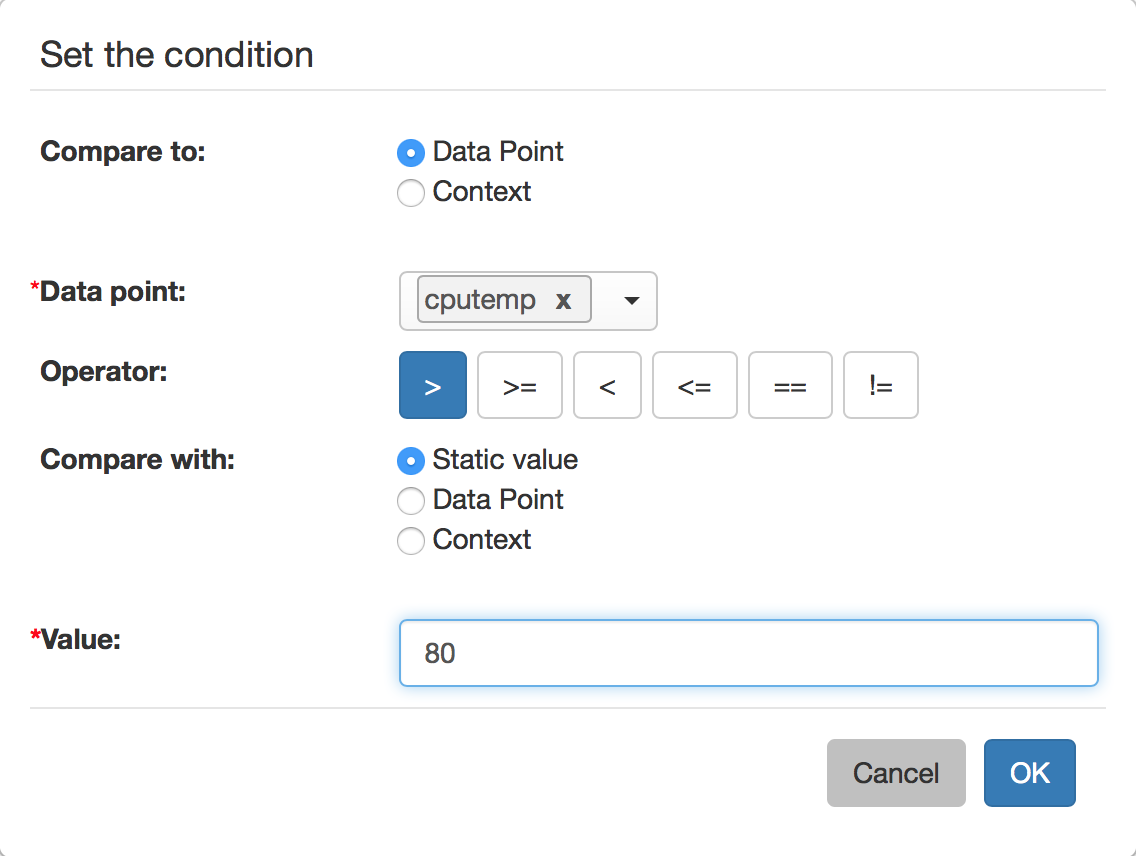 Set the condition
Compare to: Data Point
Context
*Data point: cputemp x
Operator: > >= < <= == !=
Compare with: Static value
Data Point
Context
*Value: 80
Cancel OK